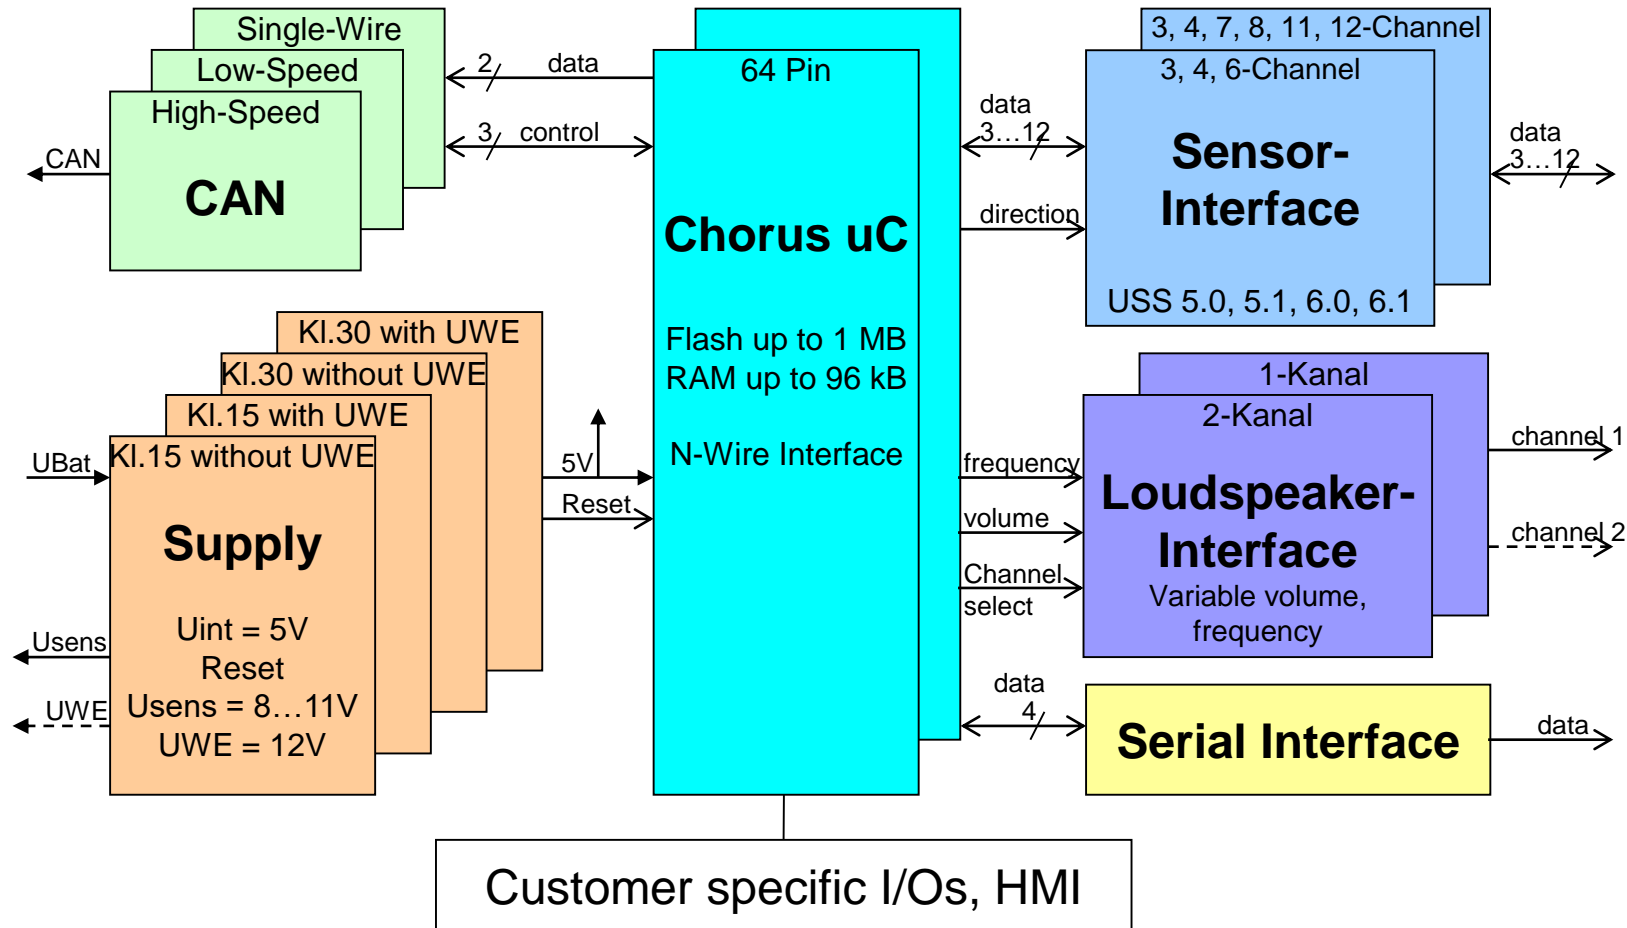 Single-Wire
Low-Speed
High-Speed
CAN
CAN
2
data
3
control
64 Pin
Chorus uC
Flash up to 1 MB
RAM up to 96 kB
N-Wire Interface
data
3…12
direction
3, 4, 7, 8, 11, 12-Channel
3, 4, 6-Channel
Sensor-
Interface
USS 5.0, 5.1, 6.0, 6.1
data
3…12
Kl.30 with UWE
Kl.30 without UWE
Kl.15 with UWE
Kl.15 without UWE
UBat
Supply
Uint = 5V
Reset
Usens = 8…11V
UWE = 12V
Usens
UWE
5V
Reset
frequency
volume
Channel
select
1-Kanal
2-Kanal
Loudspeaker-
Interface
Variable volume,
frequency
channel 1
channel 2
data
4
Serial Interface
data
Customer specific I/Os, HMI